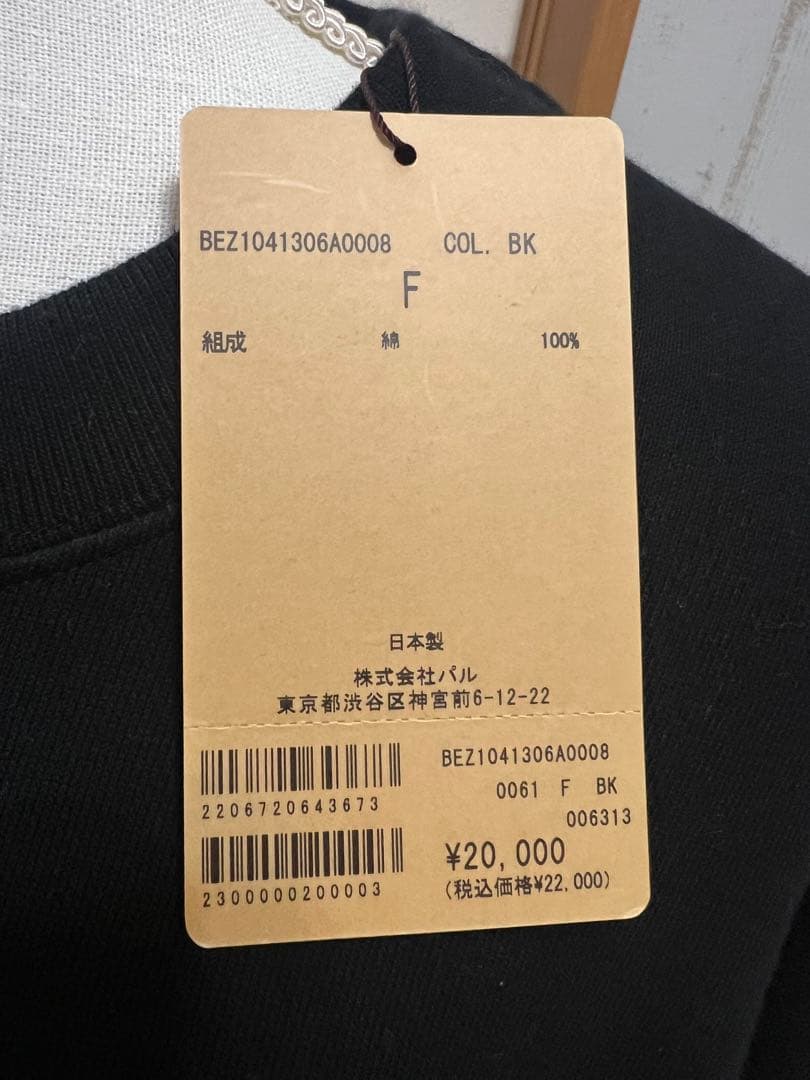 BEZ1041306A0008 COL. BK
F
組成 綿 100%
日本製
株式会社パル
東京都渋谷区神宮前6-12-22
2206720643673
2300000200003
BEZ1041306A0008
0061 F BK
006313
¥20,000
(税込価格¥22,000)